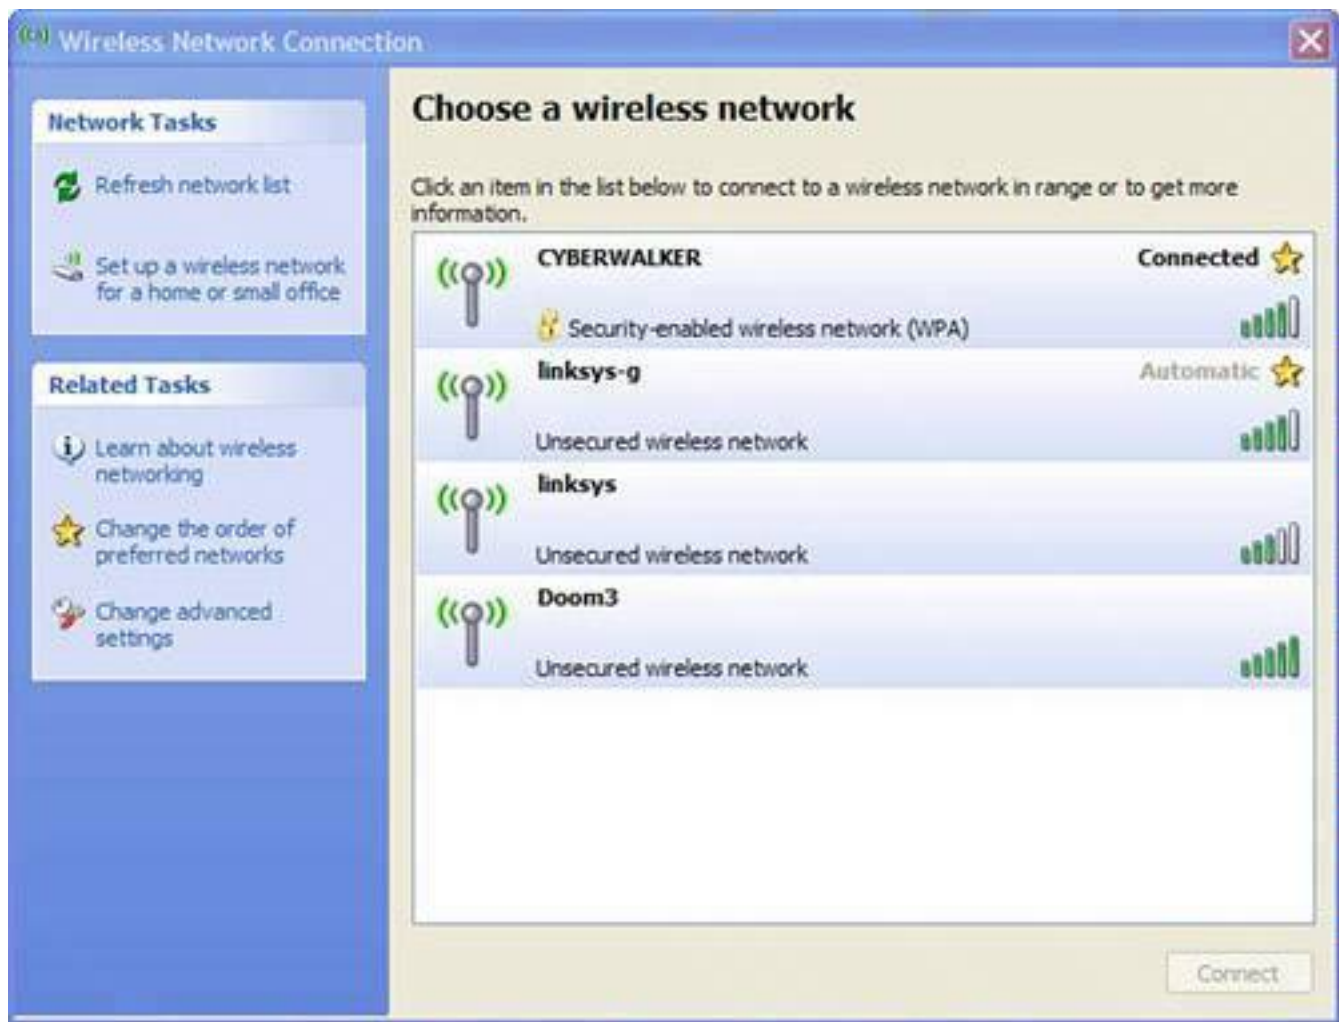 Wireless Network Connection
Network Tasks
Refresh network list
Set up a wireless network
for a home or small office
Related Tasks
Learn about wireless
networking
Change the order of
preferred networks
Change advanced
settings
Choose a wireless network
Click an item in the list below to connect to a wireless network in range or to get more
information.
CYBERWALKER Connected
Security-enabled wireless network (WPA)
linksys-g Automatic
Unsecured wireless network
linksys
Unsecured wireless network
Doom3
Unsecured wireless network
Connect